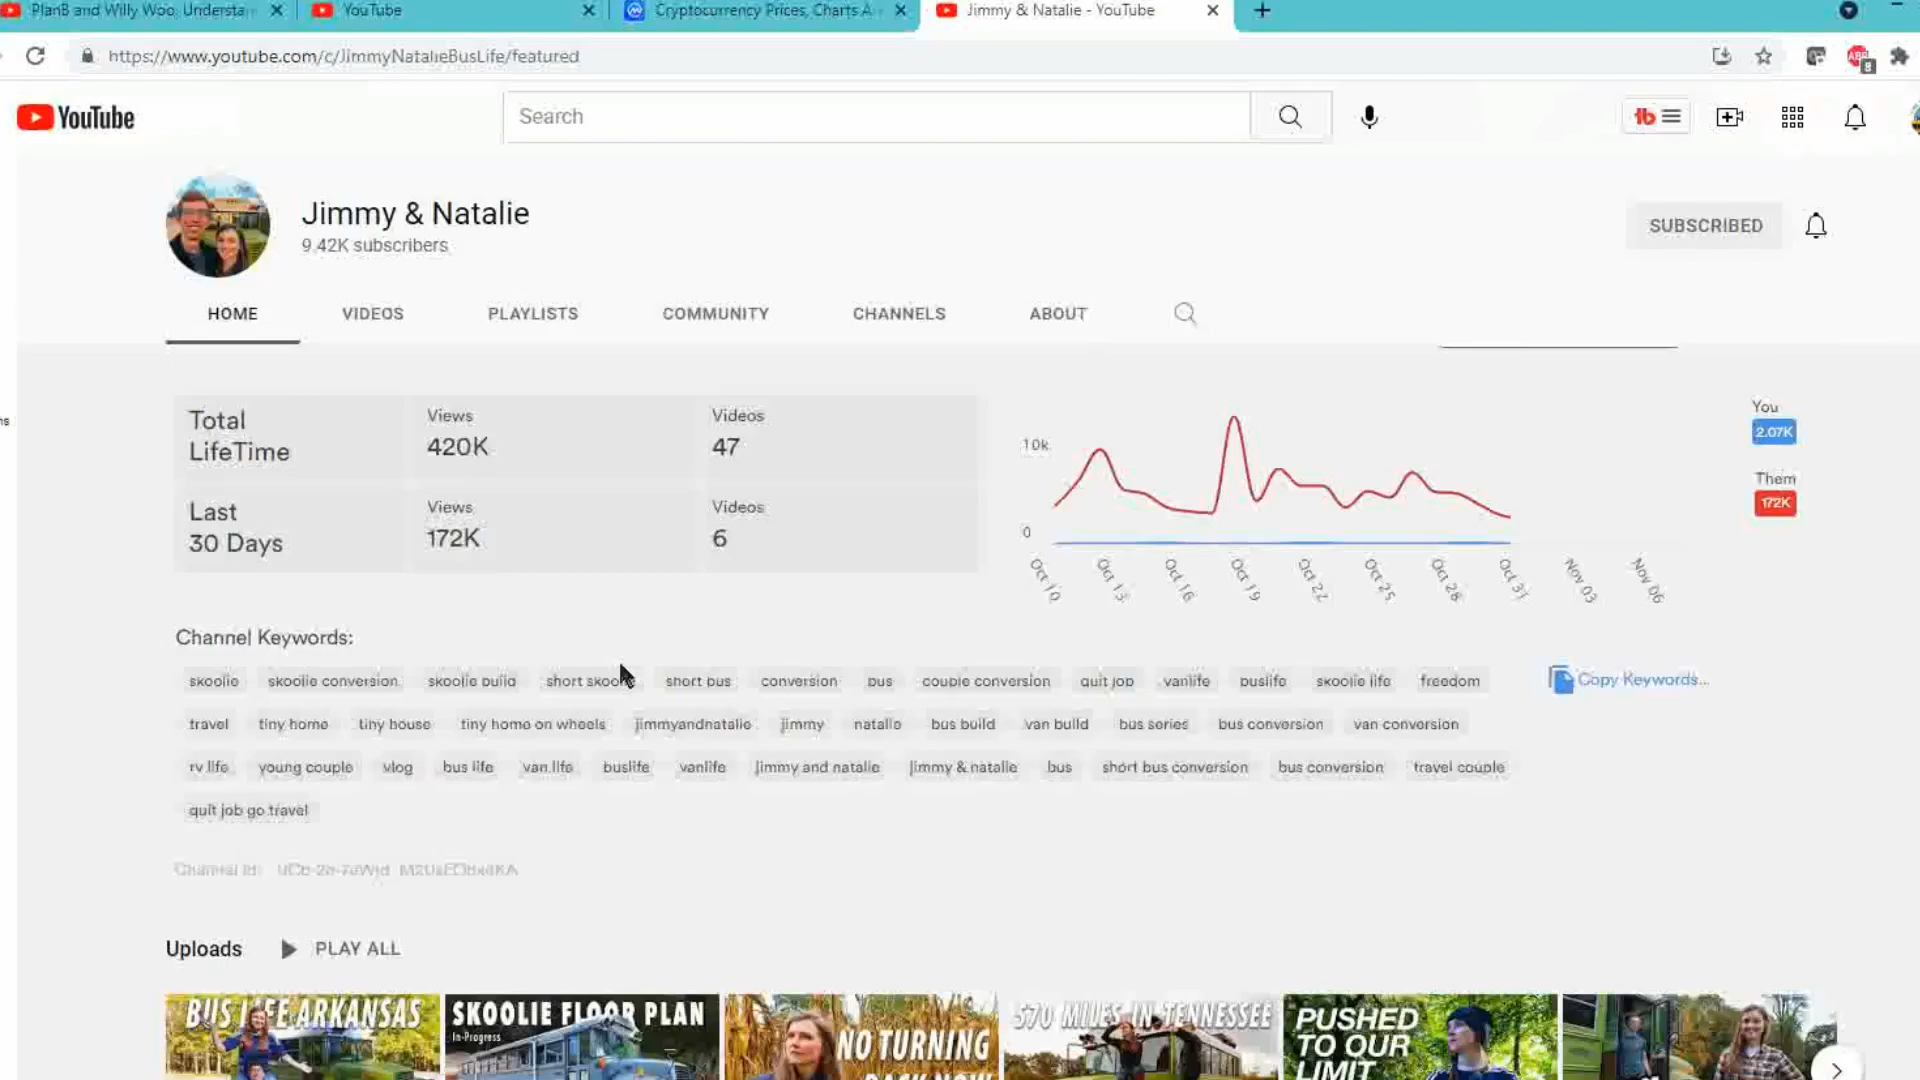 PlanB and Willy Woo, Understa
YouTube
Cryptocurrency Prices, Charts A
Jimmy & Natalie - YouTube
https://www.youtube.com/c/JimmyNatalieBusLife/featured
ABP
8
YouTube
Search
tb
Jimmy & Natalie
9.42K subscribers
SUBSCRIBED
HOME VIDEOS PLAYLISTS COMMUNITY CHANNELS ABOUT
Total LifeTime
Views
420K
Videos
47
Last 30 Days
Views
172K
Videos
6
10k
0
Oct 10 Oct 13 Oct 16 Oct 19 Oct 22 Oct 25 Oct 28 Oct 31 Nov 03 Nov 06
You
2.07K
Them
172K
Channel Keywords:
skoolie skoolie conversion skoolie build short skoolie short bus conversion bus couple conversion quit job vanlife buslife skoolie life freedom
Copy Keywords...
travel tiny home tiny house tiny home on wheels jimmyandnatalie jimmy natalie bus build van build bus series bus conversion van conversion
rv life young couple vlog bus life van life buslife vanlife jimmy and natalie jimmy & natalie bus short bus conversion bus conversion travel couple
quit job go travel
Channel Id:
Uploads PLAY ALL
BUS LIFE ARKANSAS
SKOOLIE FLOOR PLAN
In-Progress
NO TURNING
BACK NOW
570 MILES IN TENNESSEE
PUSHED
TO OUR
LIMIT